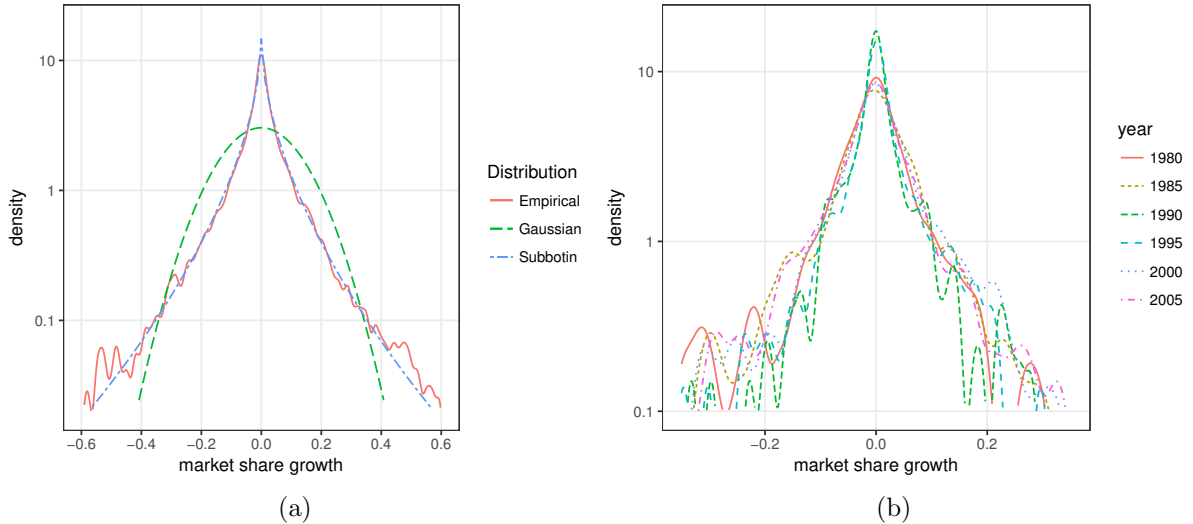 10
1
0.1
density
−0.6
−0.4
−0.2
0.0
0.2
0.4
0.6
market share growth
Distribution
Empirical
Gaussian
Subbotin
(a)
10
1
0.1
density
−0.2
0.0
0.2
market share growth
year
1980
1985
1990
1995
2000
2005
(b)